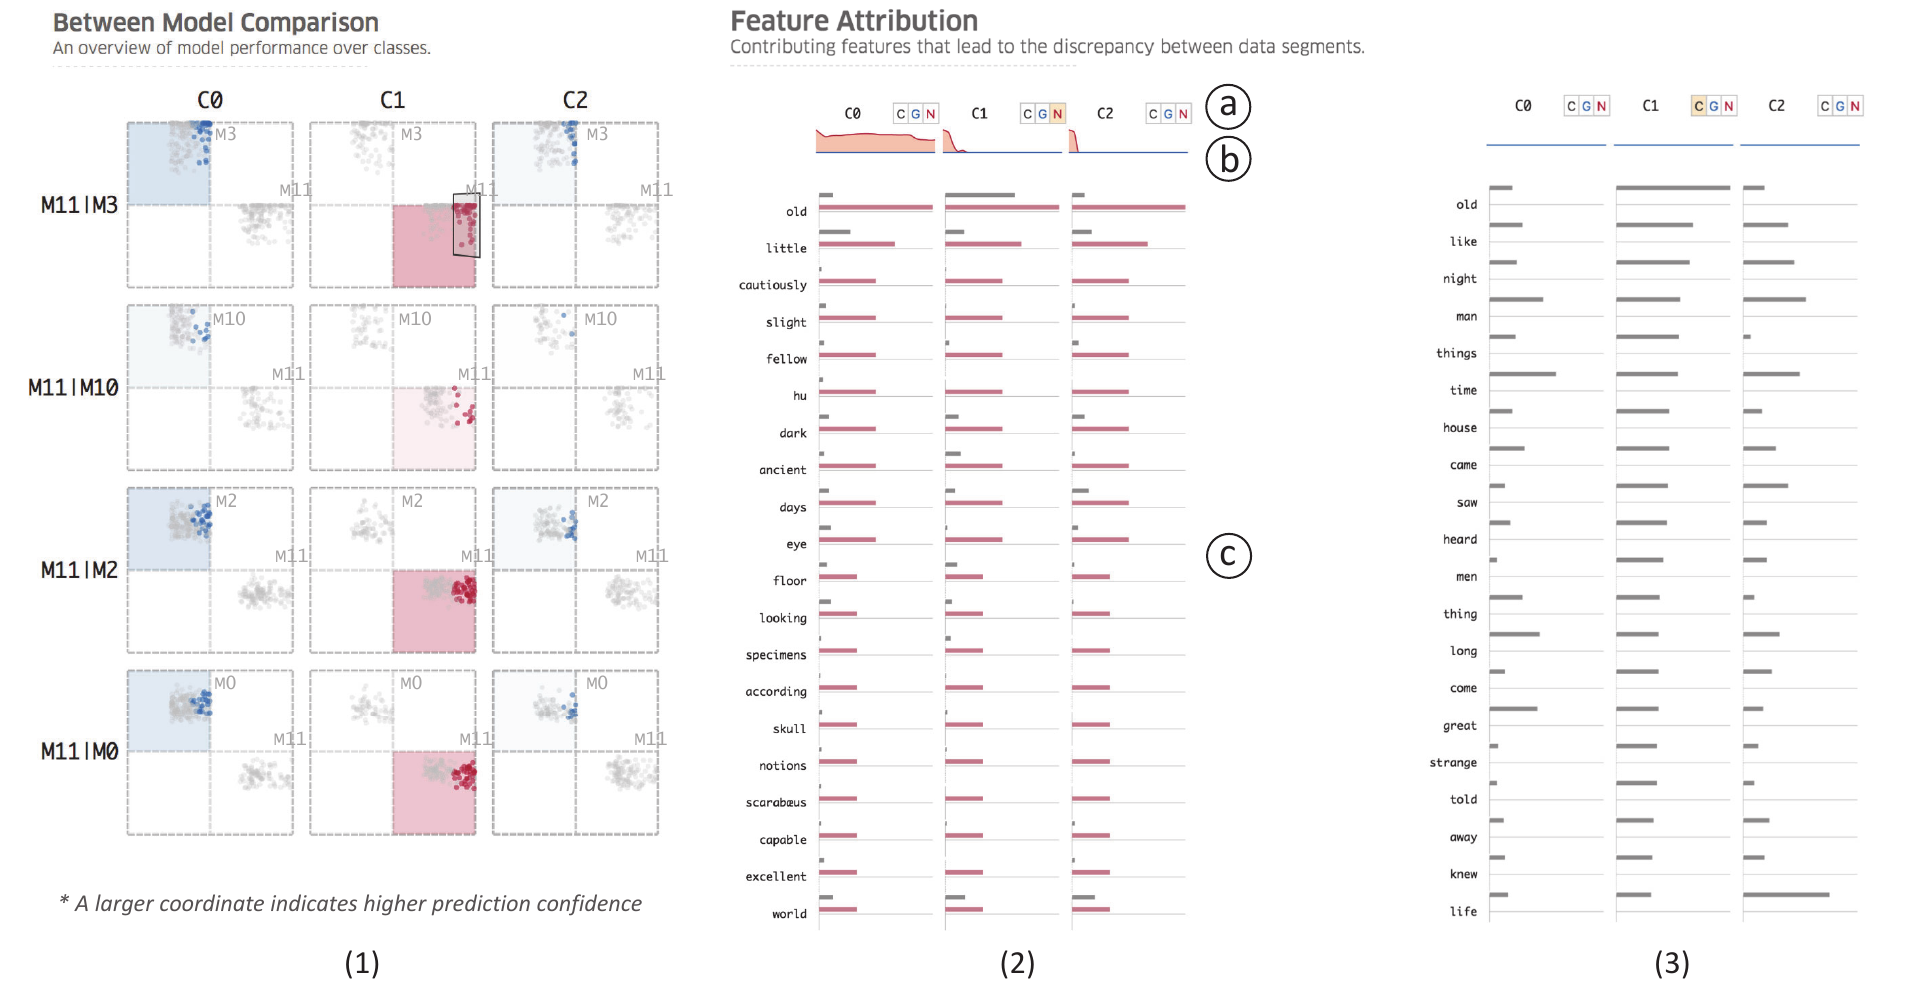 Between Model Comparison
An overview of model performance over classes.
C0 C1 C2
M3 M3 M3
M11|M3
M11 M11 M11
M10 M10 M10
M11|M10
M11 M11 M11
M2 M2 M2
M11|M2
M11 M11 M11
M0 M0 M0
M11|M0
M11 M11 M11
* A larger coordinate indicates higher prediction confidence
(1)
Feature Attribution
Contributing features that lead to the discrepancy between data segments.
C0 C G N C1 C G N C2 C G N
a
b
c
old
little
cautiously
slight
fellow
hu
dark
ancient
days
eye
floor
looking
specimens
according
skull
notions
scarabæus
capable
excellent
world
(2)
C0 C G N C1 C G N C2 C G N
old
like
night
man
things
time
house
came
saw
heard
men
thing
long
come
great
strange
told
away
knew
life
(3)